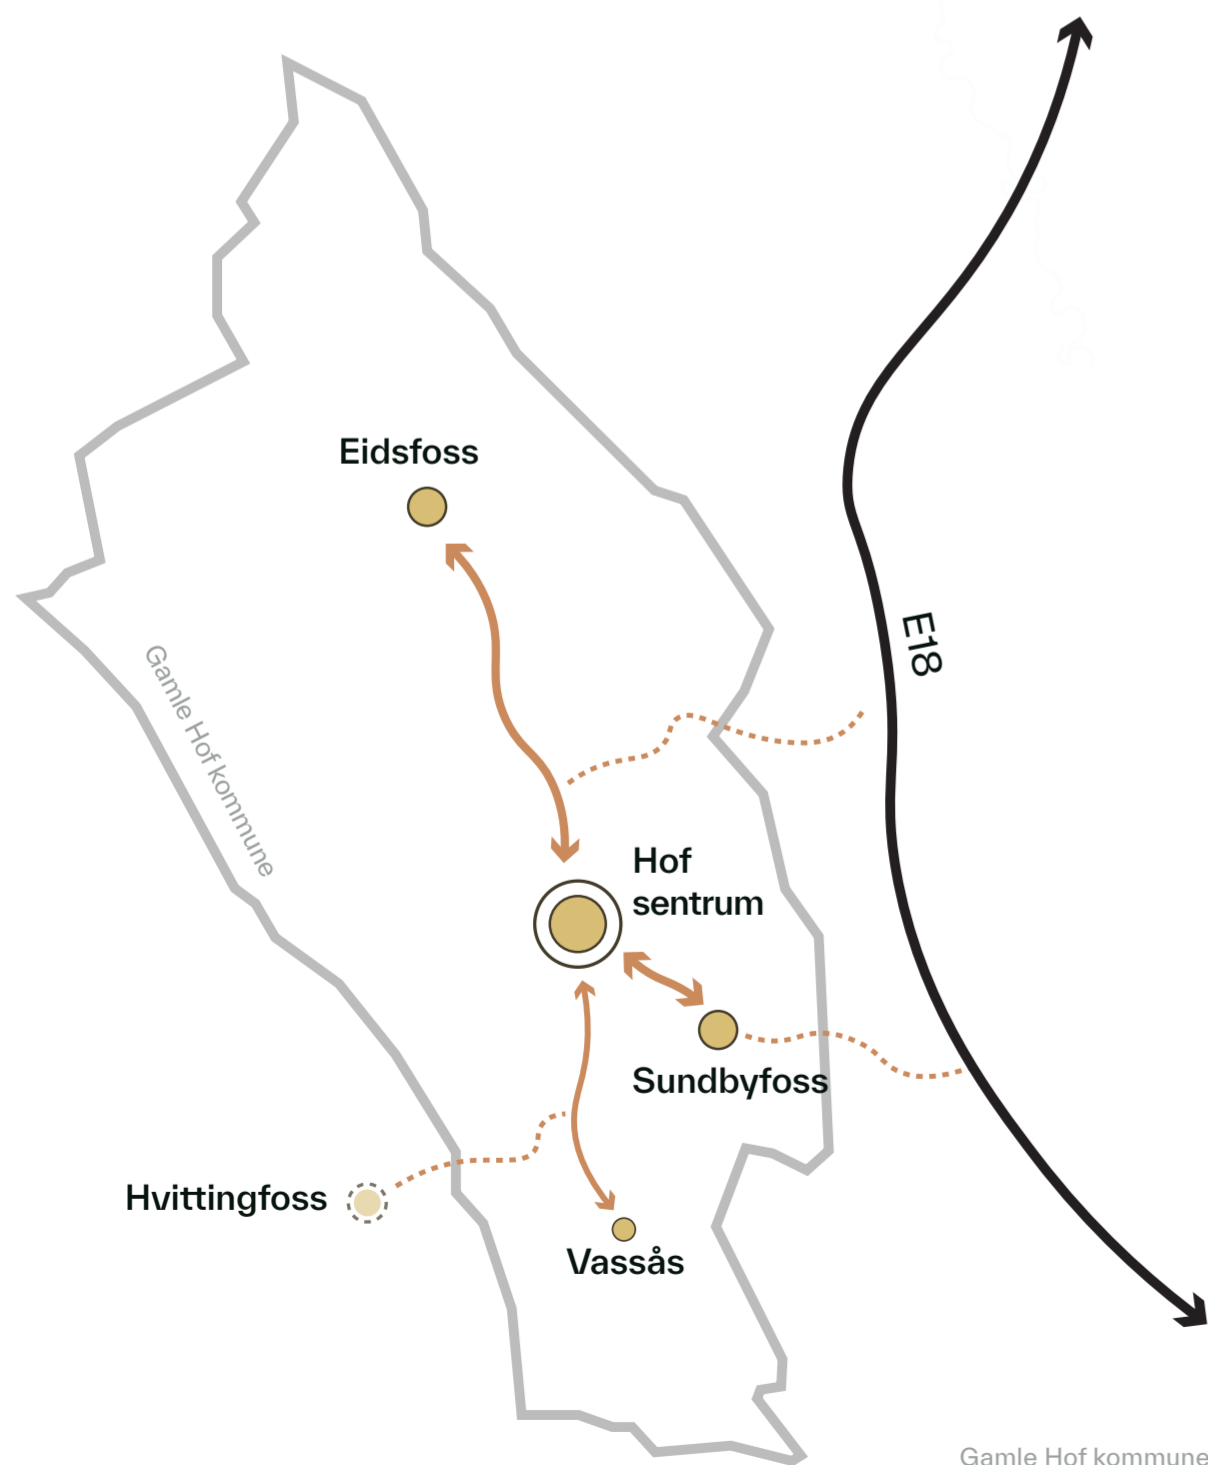 Eidsfoss
E18
Gamle Hof kommune
Hof
sentrum
Sundbyfoss
Hvittingfoss
Vassås
Gamle Hof kommune